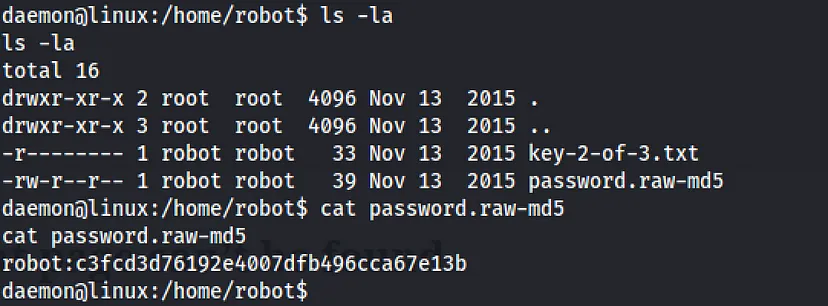 daemon@linux:/home/robot$ ls -la
ls -la
total 16
drwxr-xr-x 2 root  root  4096 Nov 13  2015 .
drwxr-xr-x 3 root  root  4096 Nov 13  2015 ..
-r-------- 1 robot robot   33 Nov 13  2015 key-2-of-3.txt
-rw-r--r-- 1 robot robot   39 Nov 13  2015 password.raw-md5
daemon@linux:/home/robot$ cat password.raw-md5
cat password.raw-md5
robot:c3fcd3d76192e4007dfb496cca67e13b
daemon@linux:/home/robot$